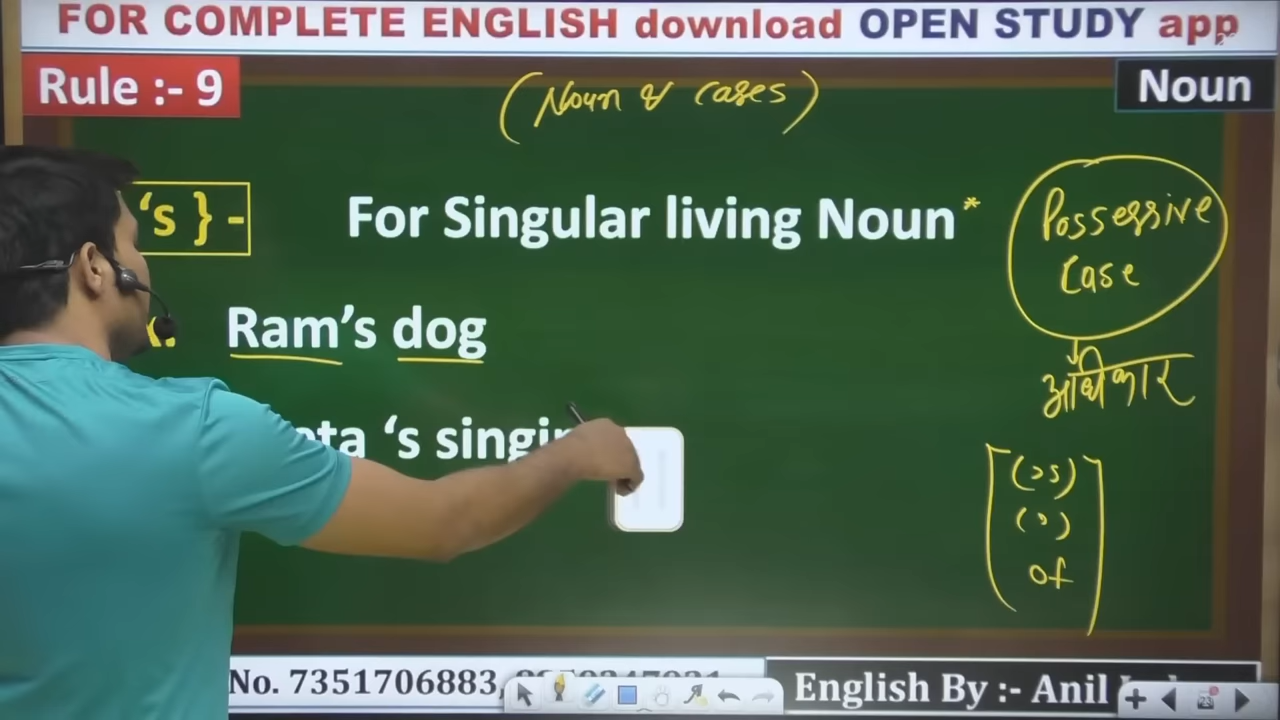 FOR COMPLETE ENGLISH download OPEN STUDY app
Rule :- 9
(Noun & cases)
Noun
‘s } -
For Singular living Noun*
Possessive
Case
Ram’s dog
अधिकार
‘s
('s)
(')
of
No. 7351706883,
English By :- Anil